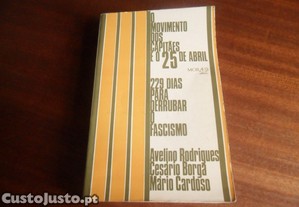 O
MOVIMENTO
DOS
CAPITÃES
E O 25 DE ABRIL
229 DIAS
PARA
DERRUBAR
O
FASCISMO
Avelino Rodrigues
Cesário Borga
Mário Cardoso
CustoJusto.pt